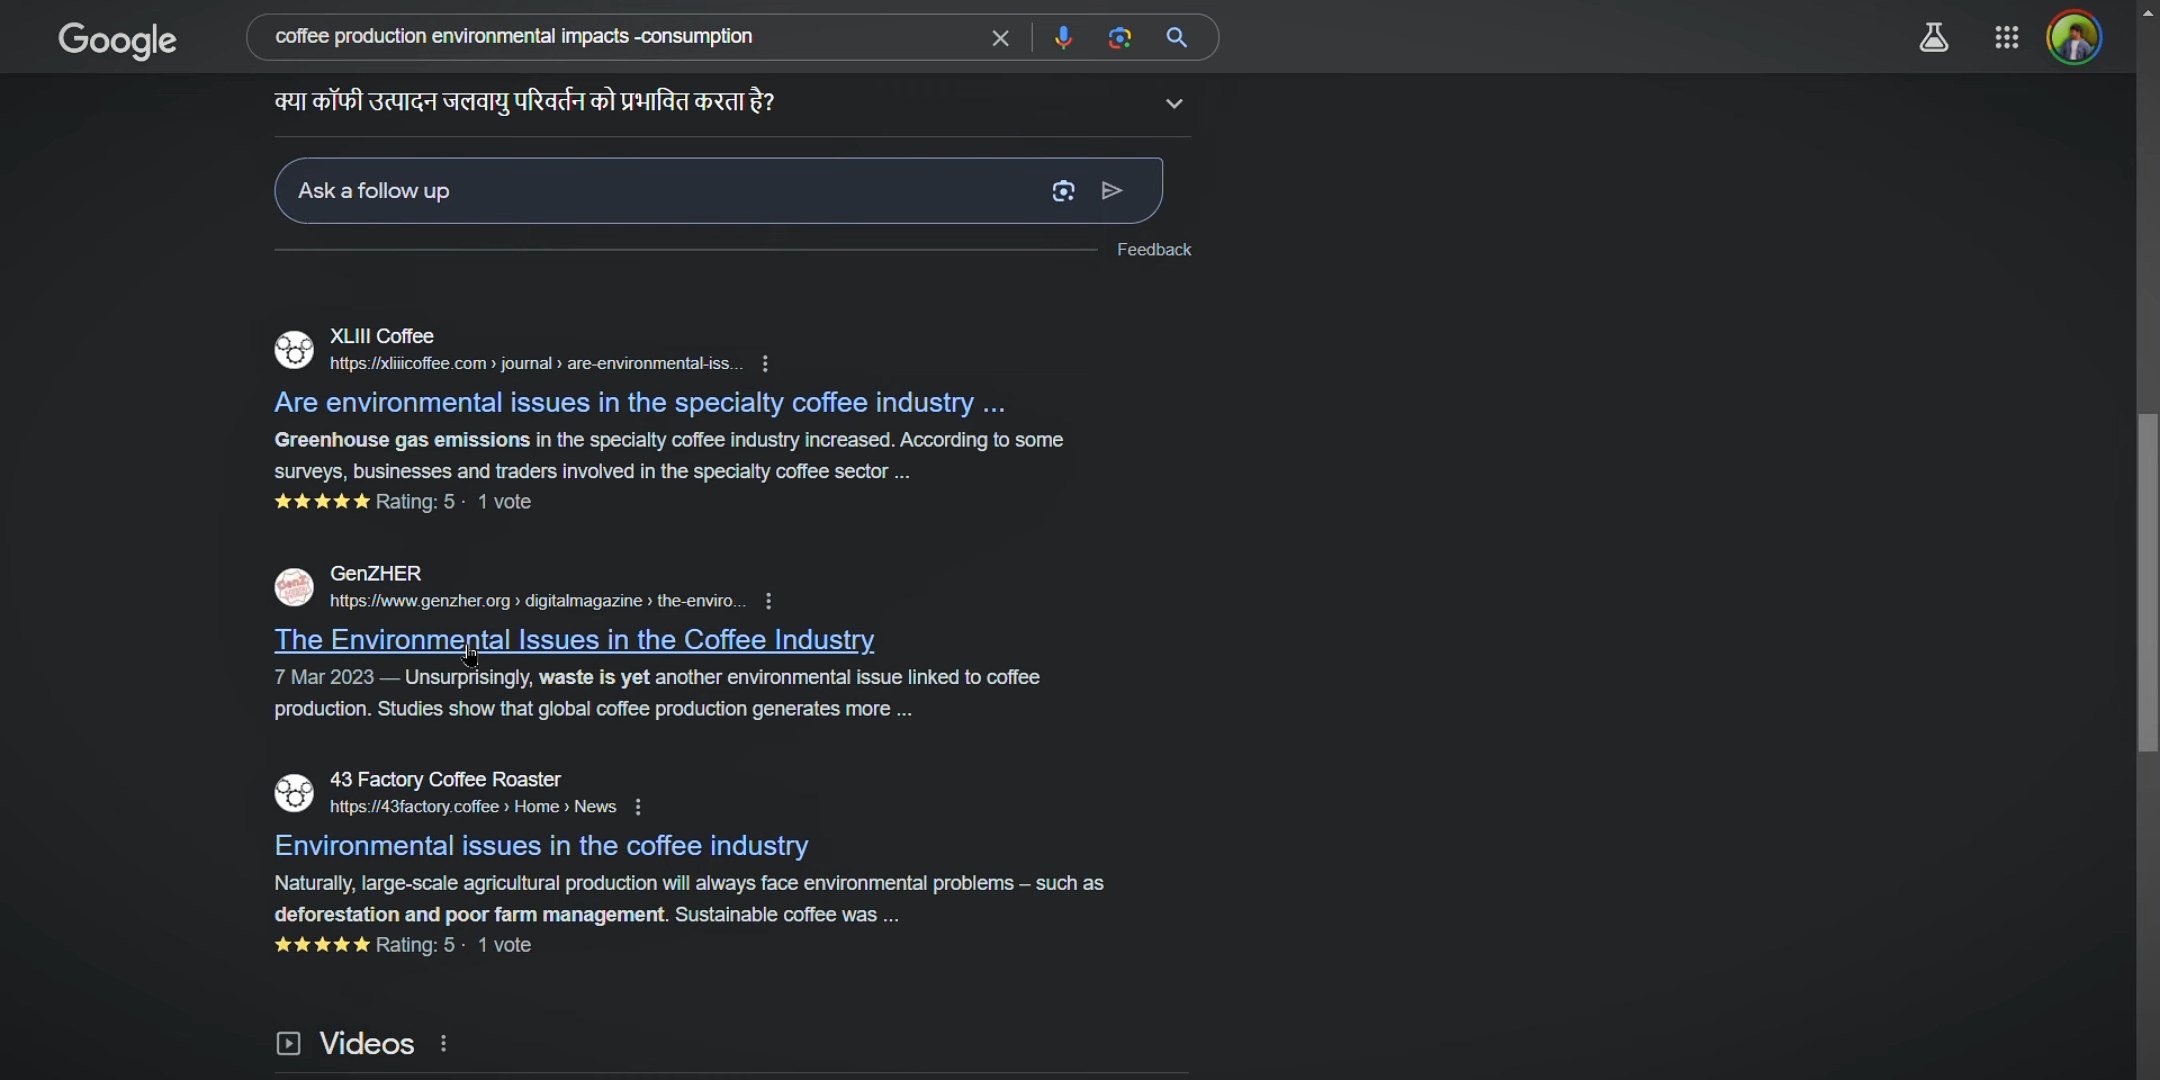 Google
coffee production environmental impacts -consumption
क्या कॉफी उत्पादन जलवायु परिवर्तन को प्रभावित करता है?
Ask a follow up
Feedback
XLIII Coffee
https://xliiicoffee.com › journal › are-environmental-iss...
Are environmental issues in the specialty coffee industry ...
Greenhouse gas emissions in the specialty coffee industry increased. According to some
surveys, businesses and traders involved in the specialty coffee sector ...
Rating: 5 · 1 vote
GenZHER
https://www.genzher.org › digitalmagazine › the-enviro...
The Environmental Issues in the Coffee Industry
7 Mar 2023 — Unsurprisingly, waste is yet another environmental issue linked to coffee
production. Studies show that global coffee production generates more ...
43 Factory Coffee Roaster
https://43factory.coffee › Home › News
Environmental issues in the coffee industry
Naturally, large-scale agricultural production will always face environmental problems – such as
deforestation and poor farm management. Sustainable coffee was ...
Rating: 5 · 1 vote
Videos